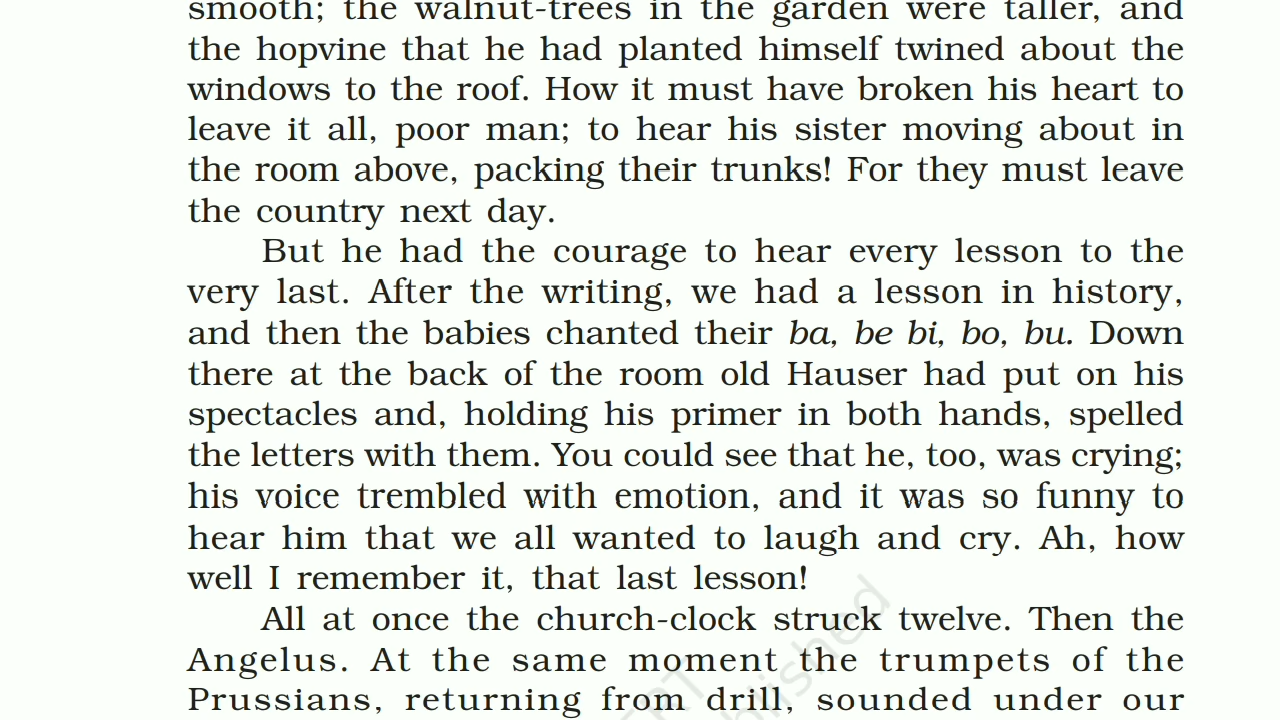 smooth; the walnut-trees in the garden were taller, and
the hopvine that he had planted himself twined about the
windows to the roof. How it must have broken his heart to
leave it all, poor man; to hear his sister moving about in
the room above, packing their trunks! For they must leave
the country next day.
But he had the courage to hear every lesson to the
very last. After the writing, we had a lesson in history,
and then the babies chanted their ba, be bi, bo, bu. Down
there at the back of the room old Hauser had put on his
spectacles and, holding his primer in both hands, spelled
the letters with them. You could see that he, too, was crying;
his voice trembled with emotion, and it was so funny to
hear him that we all wanted to laugh and cry. Ah, how
well I remember it, that last lesson!
All at once the church-clock struck twelve. Then the
Angelus. At the same moment the trumpets of the
Prussians, returning from drill, sounded under our